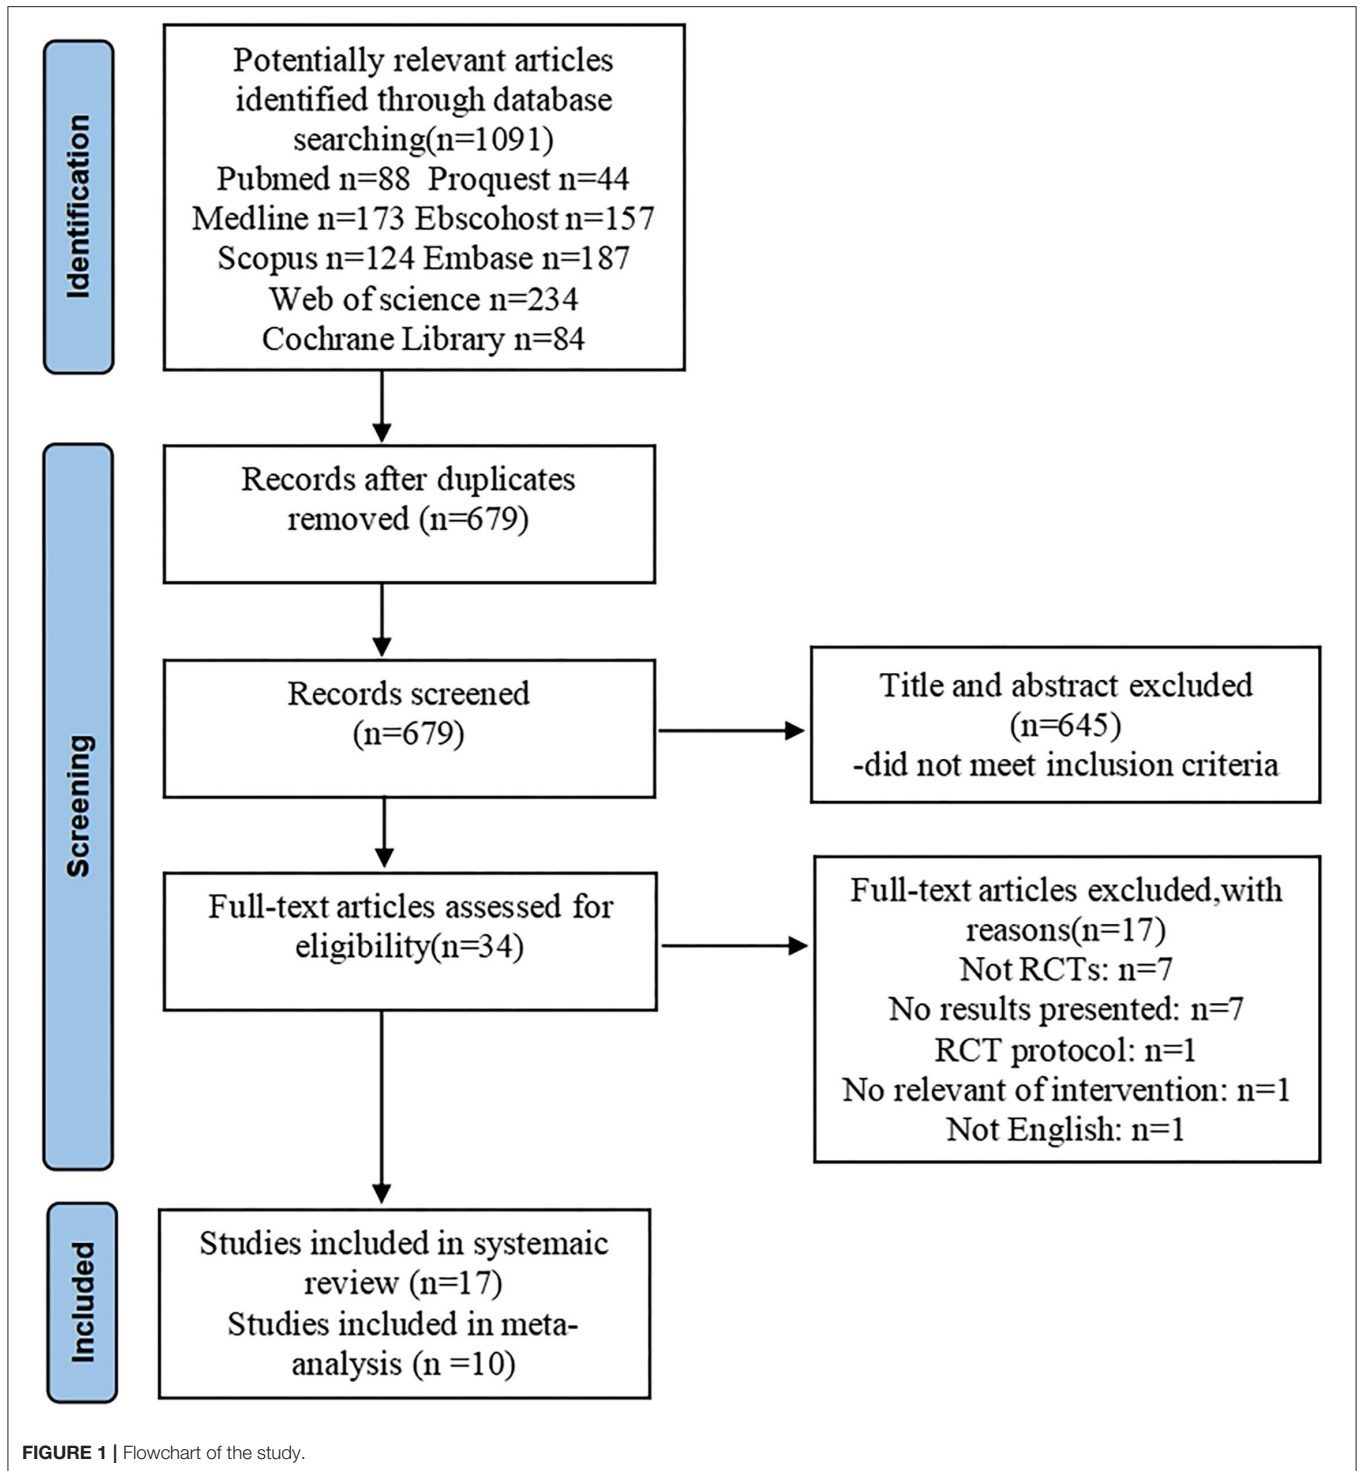 Identification
Potentially relevant articles
identified through database
searching(n=1091)
Pubmed n=88 Proquest n=44
Medline n=173 Ebscohost n=157
Scopus n=124 Embase n=187
Web of science n=234
Cochrane Library n=84
Screening
Records after duplicates
removed (n=679)
Records screened
(n=679)
Title and abstract excluded
(n=645)
-did not meet inclusion criteria
Full-text articles assessed for
eligibility(n=34)
Full-text articles excluded,with
reasons(n=17)
Not RCTs: n=7
No results presented: n=7
RCT protocol: n=1
No relevant of intervention: n=1
Not English: n=1
Included
Studies included in systemaic
review (n=17)
Studies included in meta-
analysis (n =10)
FIGURE 1 | Flowchart of the study.